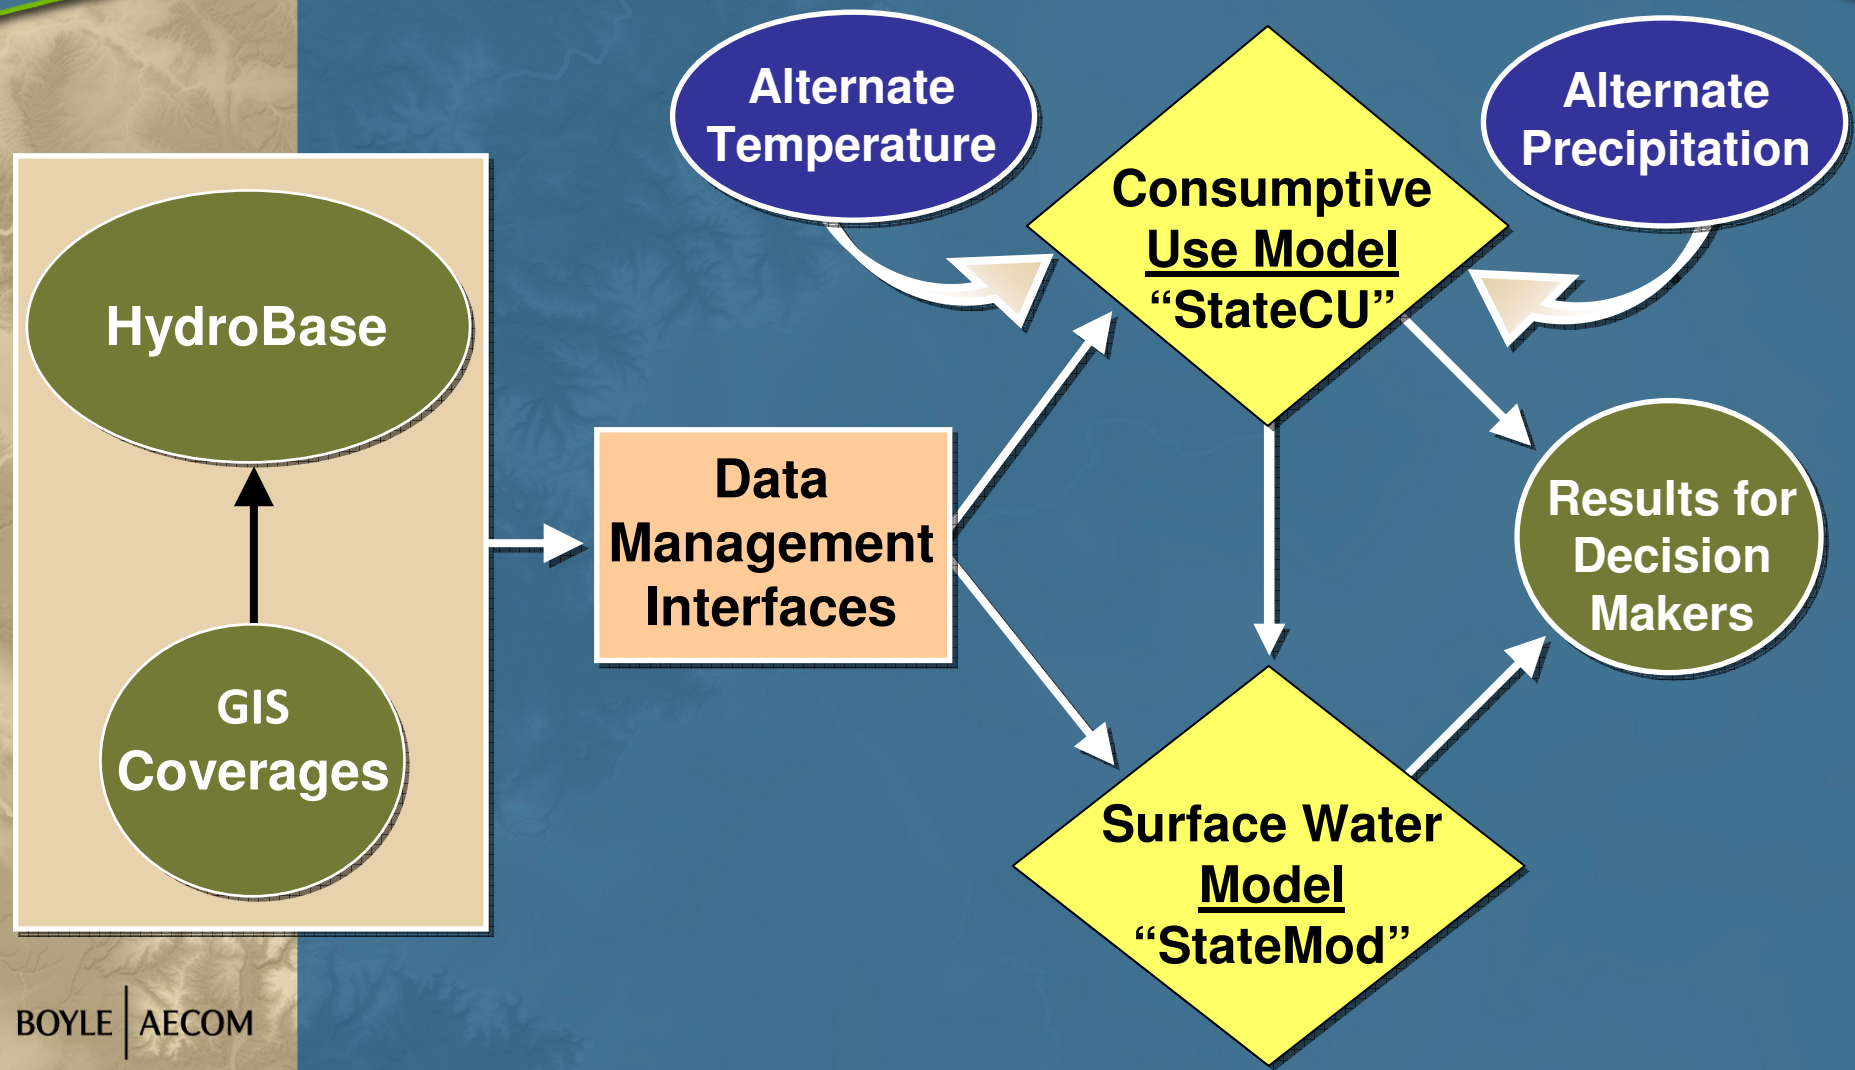 Alternate
Temperature
Consumptive
Use Model
“StateCU”
Alternate
Precipitation
HydroBase
GIS
Coverages
Data
Management
Interfaces
Results for
Decision
Makers
Surface Water
Model
“StateMod”
BOYLE | AECOM